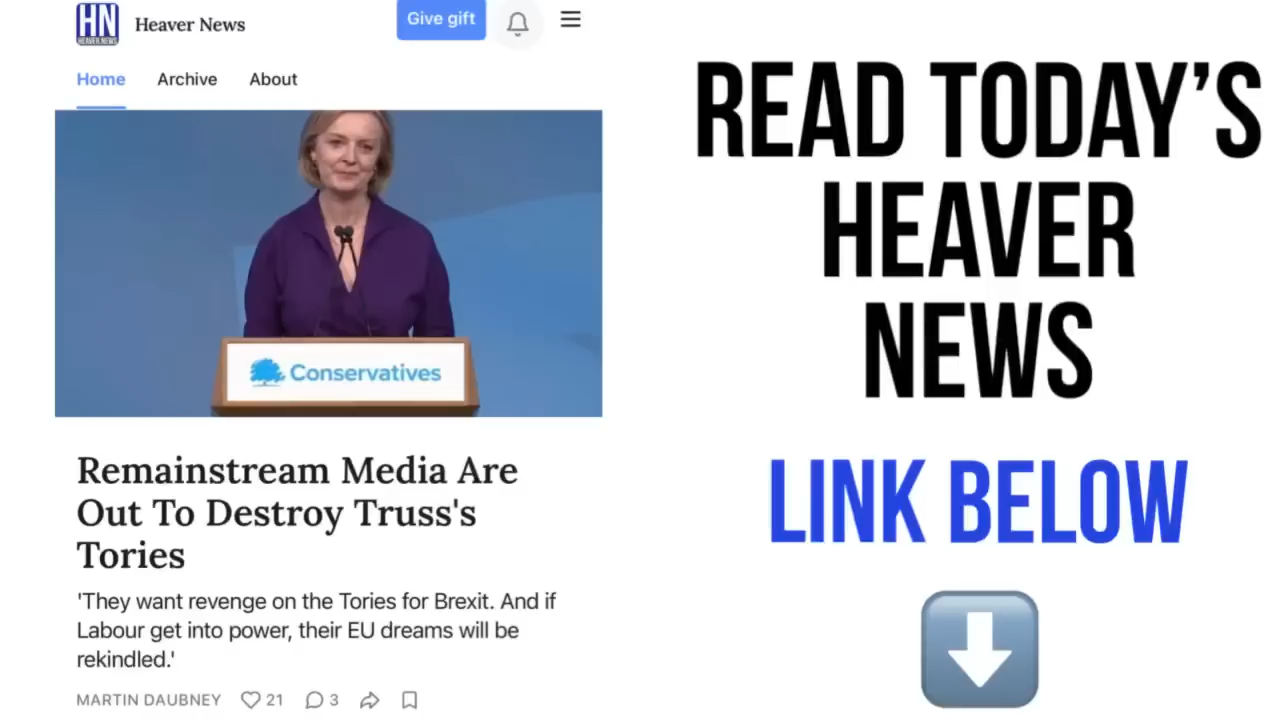 HN
HEAVER NEWS
Heaver News
Give gift
Home
Archive
About
Conservatives
Remainstream Media Are
Out To Destroy Truss's
Tories
'They want revenge on the Tories for Brexit. And if
Labour get into power, their EU dreams will be
rekindled.'
MARTIN DAUBNEY
21
3
READ TODAY’S
HEAVER
NEWS
LINK BELOW